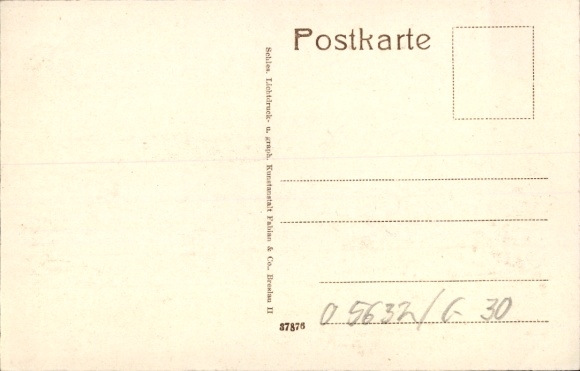 Postkarte
Schles. Lichtdruck- u. graph. Kunstanstalt Fabian & Co., Breslau II
37876
0 5632/6 30